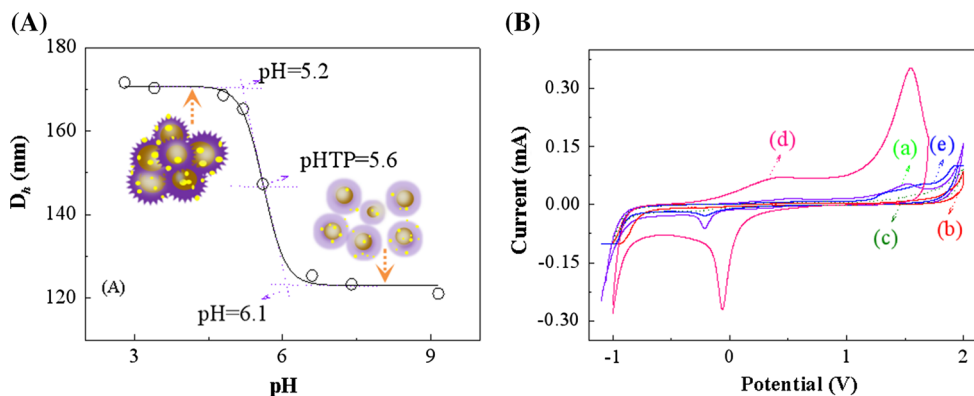 (A)
180
160
140
120
D_h (nm)
pH=5.2
pHTP=5.6
pH=6.1
(A)
3 6 9
pH
(B)
0.30
0.15
0.00
-0.15
-0.30
Current (mA)
(d)
(a)
(e)
(c)
(b)
-1 0 1 2
Potential (V)